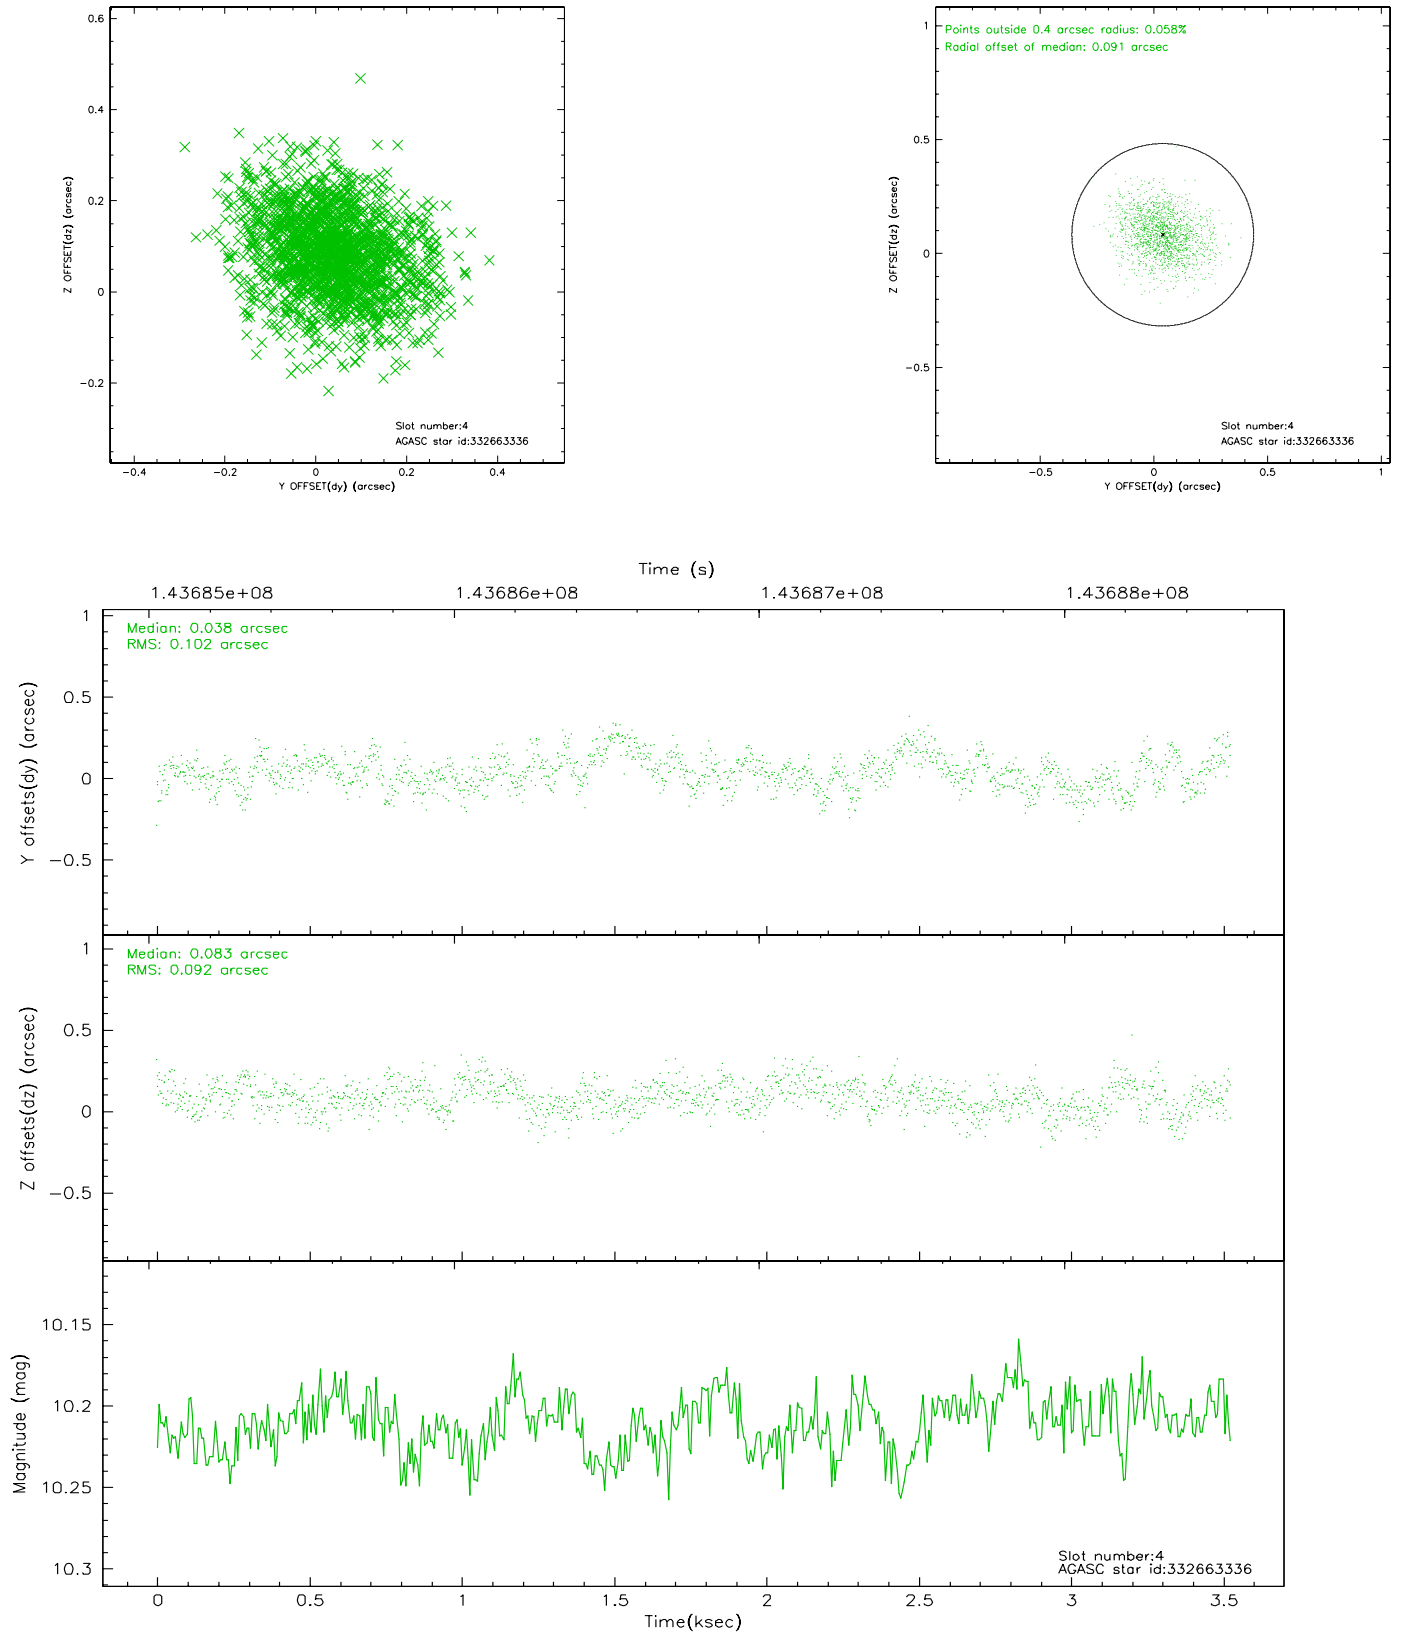 0.6
0.4
0.2
0
−0.2
Z OFFSET(dz) (arcsec)
−0.4 −0.2 0 0.2 0.4
Y OFFSET(dy) (arcsec)
Slot number:4
AGASC star id:332663336
Points outside 0.4 arcsec radius: 0.058%
Radial offset of median: 0.091 arcsec
1
0.5
0
−0.5
Z OFFSET(dz) (arcsec)
−0.5 0 0.5 1
Y OFFSET(dy) (arcsec)
Slot number:4
AGASC star id:332663336
Time (s)
1.43685e+08 1.43686e+08 1.43687e+08 1.43688e+08
Median: 0.038 arcsec
RMS: 0.102 arcsec
1
0.5
0
−0.5
Y offsets(dy) (arcsec)
Median: 0.083 arcsec
RMS: 0.092 arcsec
1
0.5
0
−0.5
Z offsets(dz) (arcsec)
10.15
10.2
10.25
10.3
Magnitude (mag)
Slot number:4
AGASC star id:332663336
0 0.5 1 1.5 2 2.5 3 3.5
Time(ksec)